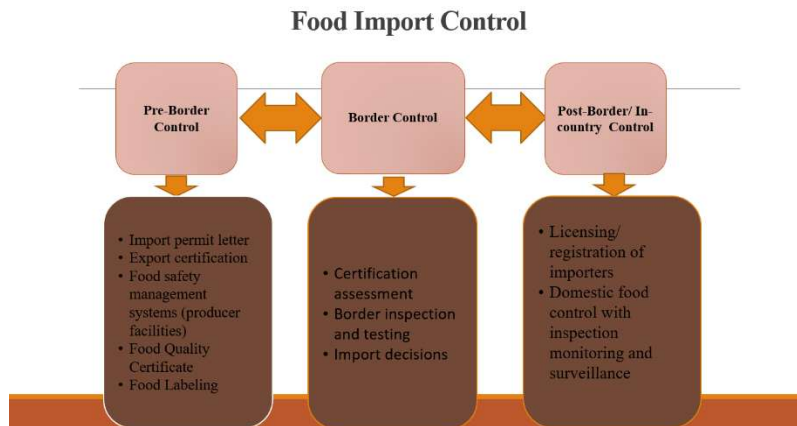 Food Import Control
Pre-Border
Control
Border Control
Post-Border/ In-
country Control
• Import permit letter
• Export certification
• Food safety
management
systems (producer
facilities)
• Food Quality
Certificate
• Food Labeling
• Certification
assessment
• Border inspection
and testing
• Import decisions
• Licensing/
registration of
importers
• Domestic food
control with
inspection
monitoring and
surveillance